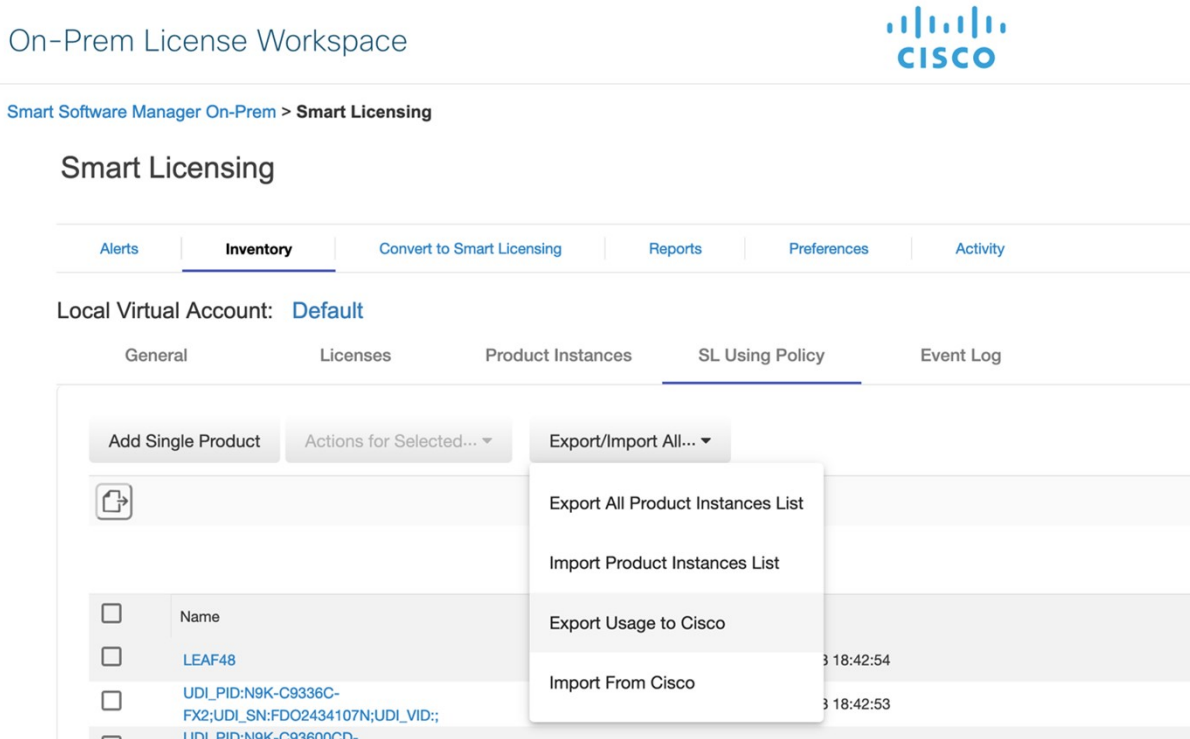 On-Prem License Workspace
CISCO
Smart Software Manager On-Prem > Smart Licensing
Smart Licensing
Alerts
Inventory
Convert to Smart Licensing
Reports
Preferences
Activity
Local Virtual Account: Default
General
Licenses
Product Instances
SL Using Policy
Event Log
Add Single Product
Actions for Selected...
Export/Import All...
Export All Product Instances List
Import Product Instances List
Export Usage to Cisco
Import From Cisco
Name
LEAF48
18:42:54
UDI_PID:N9K-C9336C-
FX2;UDI_SN:FDO2434107N;UDI_VID:;
18:42:53
UDI_PID:N9K-C93600CD-